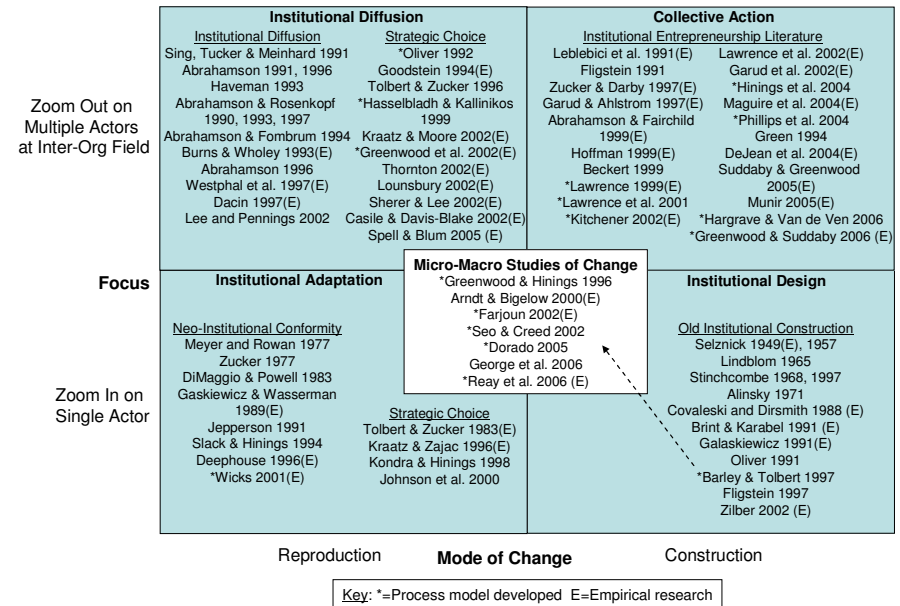 Institutional Diffusion
Institutional Diffusion
Sing, Tucker & Meinhard 1991
Abrahamson 1991, 1996
Haveman 1993
Abrahamson & Rosenkopf
1990, 1993, 1997
Abrahamson & Fombrum 1994
Burns & Wholey 1993(E)
Abrahamson 1996
Westphal et al. 1997(E)
Dacin 1997(E)
Lee and Pennings 2002
Strategic Choice
*Oliver 1992
Goodstein 1994(E)
Tolbert & Zucker 1996
*Hasselbladh & Kallinikos
1999
Kraatz & Moore 2002(E)
*Greenwood et al. 2002(E)
Thornton 2002(E)
Lounsbury 2002(E)
Sherer & Lee 2002(E)
Casile & Davis-Blake 2002(E)
Spell & Blum 2005 (E)
Collective Action
Institutional Entrepreneurship Literature
Leblebici et al. 1991(E)
Fligstein 1991
Zucker & Darby 1997(E)
Garud & Ahlstrom 1997(E)
Abrahamson & Fairchild
1999(E)
Hoffman 1999(E)
Beckert 1999
*Lawrence 1999(E)
*Lawrence et al. 2001
*Kitchener 2002(E)
Lawrence et al. 2002(E)
Garud et al. 2002(E)
*Hinings et al. 2004
Maguire et al. 2004(E)
*Phillips et al. 2004
Green 1994
DeJean et al. 2004(E)
Suddaby & Greenwood
2005(E)
Munir 2005(E)
*Hargrave & Van de Ven 2006
*Greenwood & Suddaby 2006 (E)
Zoom Out on
Multiple Actors
at Inter-Org Field
Focus
Zoom In on
Single Actor
Institutional Adaptation
Neo-Institutional Conformity
Meyer and Rowan 1977
Zucker 1977
DiMaggio & Powell 1983
Gaskiewicz & Wasserman
1989(E)
Jepperson 1991
Slack & Hinings 1994
Deephouse 1996(E)
*Wicks 2001(E)
Strategic Choice
Tolbert & Zucker 1983(E)
Kraatz & Zajac 1996(E)
Kondra & Hinings 1998
Johnson et al. 2000
Micro-Macro Studies of Change
*Greenwood & Hinings 1996
Arndt & Bigelow 2000(E)
*Farjoun 2002(E)
*Seo & Creed 2002
*Dorado 2005
George et al. 2006
*Reay et al. 2006 (E)
Institutional Design
Old Institutional Construction
Selznick 1949(E), 1957
Lindblom 1965
Stinchcombe 1968, 1997
Alinsky 1971
Covaleski and Dirsmith 1988 (E)
Brint & Karabel 1991 (E)
Galaskiewicz 1991(E)
Oliver 1991
*Barley & Tolbert 1997
Fligstein 1997
Zilber 2002 (E)
Reproduction
Mode of Change
Construction
Key: *=Process model developed E=Empirical research